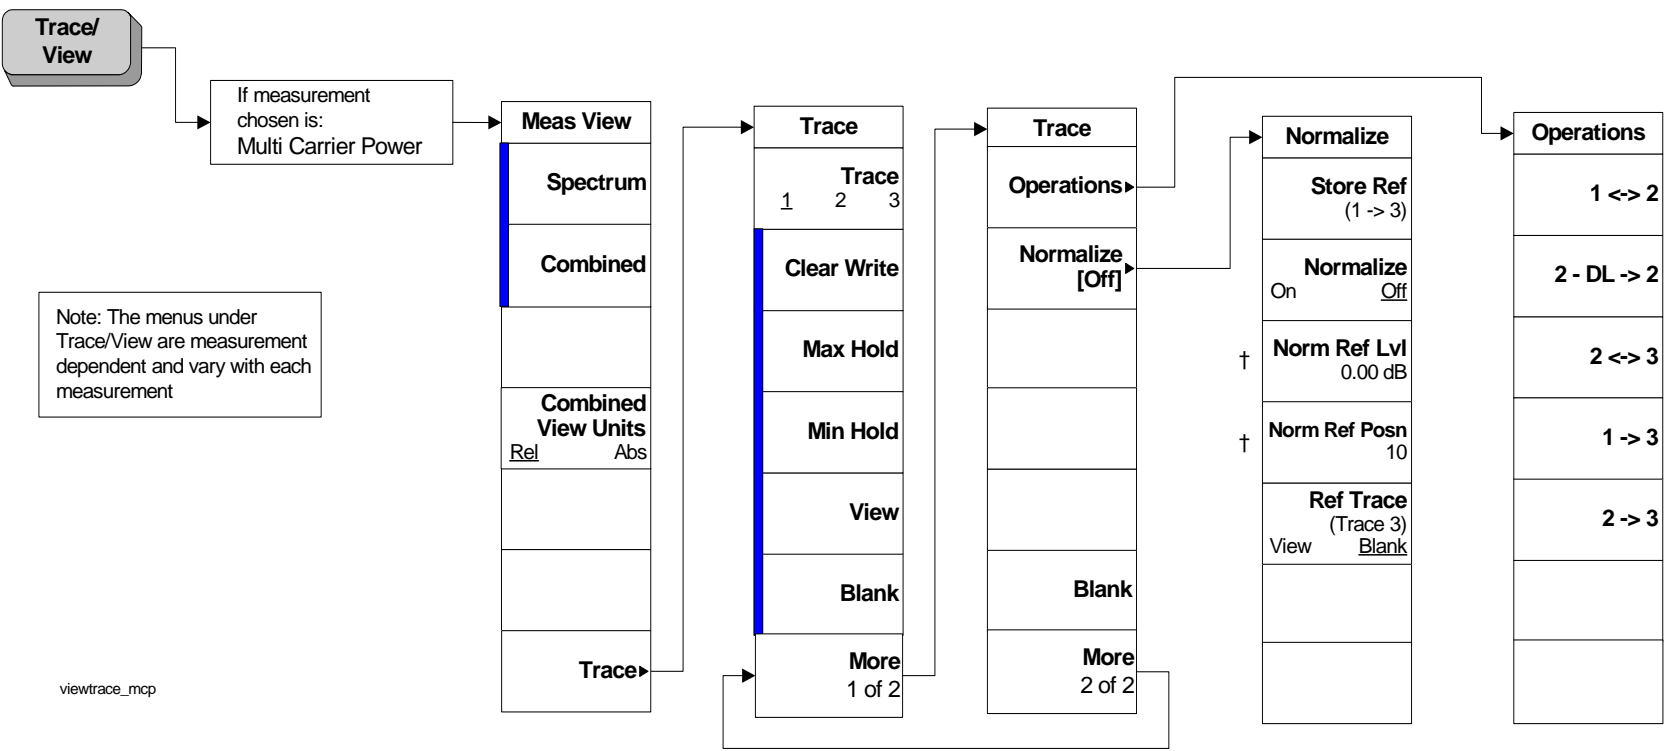 Trace/
View
If measurement
chosen is:
Multi Carrier Power
Note: The menus under
Trace/View are measurement
dependent and vary with each
measurement
viewtrace_mcp
Meas View
Spectrum
Combined
Combined
View Units
Rel Abs
Trace
Trace
Trace
1 2 3
Clear Write
Max Hold
Min Hold
View
Blank
More
1 of 2
Trace
Operations
Normalize
[Off]
Blank
More
2 of 2
Normalize
Store Ref
(1 -> 3)
Normalize
On Off
† Norm Ref Lvl
0.00 dB
† Norm Ref Posn
10
Ref Trace
(Trace 3)
View Blank
Operations
1 <-> 2
2 - DL -> 2
2 <-> 3
1 -> 3
2 -> 3